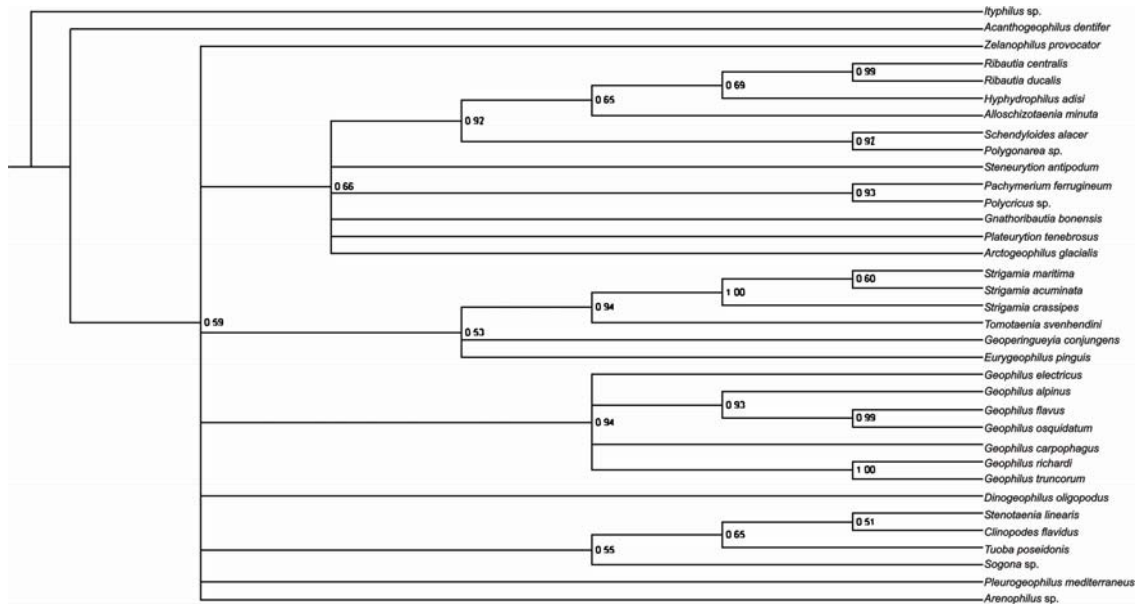 Ityphilus sp.
Acanthogeophilus dentifer
Zelanophilus provocator
Ribautia centralis
0 99
Ribautia ducalis
0 69
Hyphydrophilus adisi
0 65
Alloschizotaenia minuta
0 92
Schendyloides alacer
0 92
Polygonarea sp.
Steneurytion antipodum
0 66
Pachymerium ferrugineum
0 93
Polycricus sp.
Gnathoribautia bonensis
Plateurytion tenebrosus
Arctogeophilus glacialis
Strigamia maritima
0 60
Strigamia acuminata
1 00
Strigamia crassipes
0 94
Tomotaenia svenhendini
0 59
0 53
Geoperingueyia conjungens
Eurygeophilus pinguis
Geophilus electricus
Geophilus alpinus
0 93
Geophilus flavus
0 99
Geophilus osquidatum
0 94
Geophilus carpophagus
Geophilus richardi
1 00
Geophilus truncorum
Dinogeophilus oligopodus
Stenotaenia linearis
0 51
Clinopodes flavidus
0 65
Tuoba poseidonis
0 55
Sogona sp.
Pleurogeophilus mediterraneus
Arenophilus sp.